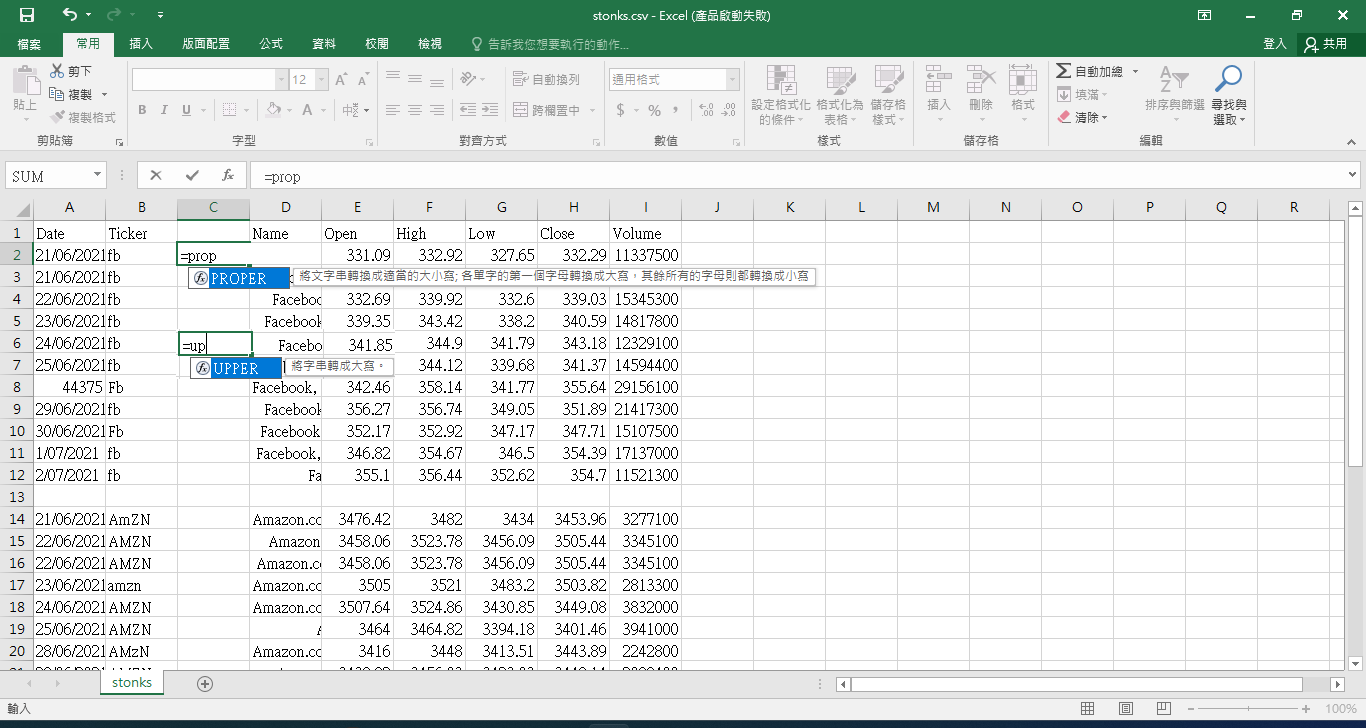 stonks.csv - Excel (產品啟動失敗)
檔案 常用 插入 版面配置 公式 資料 校閱 檢視 告訴我您想要執行的動作... 登入 共用
貼上 剪下 複製 複製格式 剪貼簿
12 A A B I U A 中 字型
自動換列 跨欄置中 對齊方式
通用格式 $ % , .00 .00 數值
設定格式化的條件 格式化為表格 儲存格樣式 樣式
插入 刪除 格式 儲存格
自動加總 填滿 清除 排序與篩選 尋找與選取 編輯
SUM fx =prop
A B C D E F G H I J K L M N O P Q R
1 Date Ticker Name Open High Low Close Volume
2 21/06/2021 fb =prop 331.09 332.92 327.65 332.29 11337500
3 21/06/2021 fb fx PROPER 將文字串轉換成適當的大小寫; 各單字的第一個字母轉換成大寫，其餘所有的字母則都轉換成小寫
4 22/06/2021 fb Facebo 332.69 339.92 332.6 339.03 15345300
5 23/06/2021 fb Facebook 339.35 343.42 338.2 340.59 14817800
6 24/06/2021 fb =up Facebo 341.85 344.9 341.79 343.18 12329100
7 25/06/2021 fb fx UPPER 將字串轉成大寫。 344.12 339.68 341.37 14594400
8 44375 Fb Facebook, 342.46 358.14 341.77 355.64 29156100
9 29/06/2021 fb Facebook 356.27 356.74 349.05 351.89 21417300
10 30/06/2021 Fb Facebook 352.17 352.92 347.17 347.71 15107500
11 1/07/2021 fb Facebook, 346.82 354.67 346.5 354.39 17137000
12 2/07/2021 fb Fa 355.1 356.44 352.62 354.7 11521300
13
14 21/06/2021 AmZN Amazon.co 3476.42 3482 3434 3453.96 3277100
15 22/06/2021 AMZN Amazon 3458.06 3523.78 3456.09 3505.44 3345100
16 22/06/2021 AMZN Amazon.c 3458.06 3523.78 3456.09 3505.44 3345100
17 23/06/2021 amzn Amazon.co 3505 3521 3483.2 3503.82 2813300
18 24/06/2021 AMZN Amazon.co 3507.64 3524.86 3430.85 3449.08 3832000
19 25/06/2021 AMZN A 3464 3464.82 3394.18 3401.46 3941000
20 28/06/2021 AMzN Amazon.co 3416 3448 3413.51 3443.89 2242800
stonks
輸入 100%